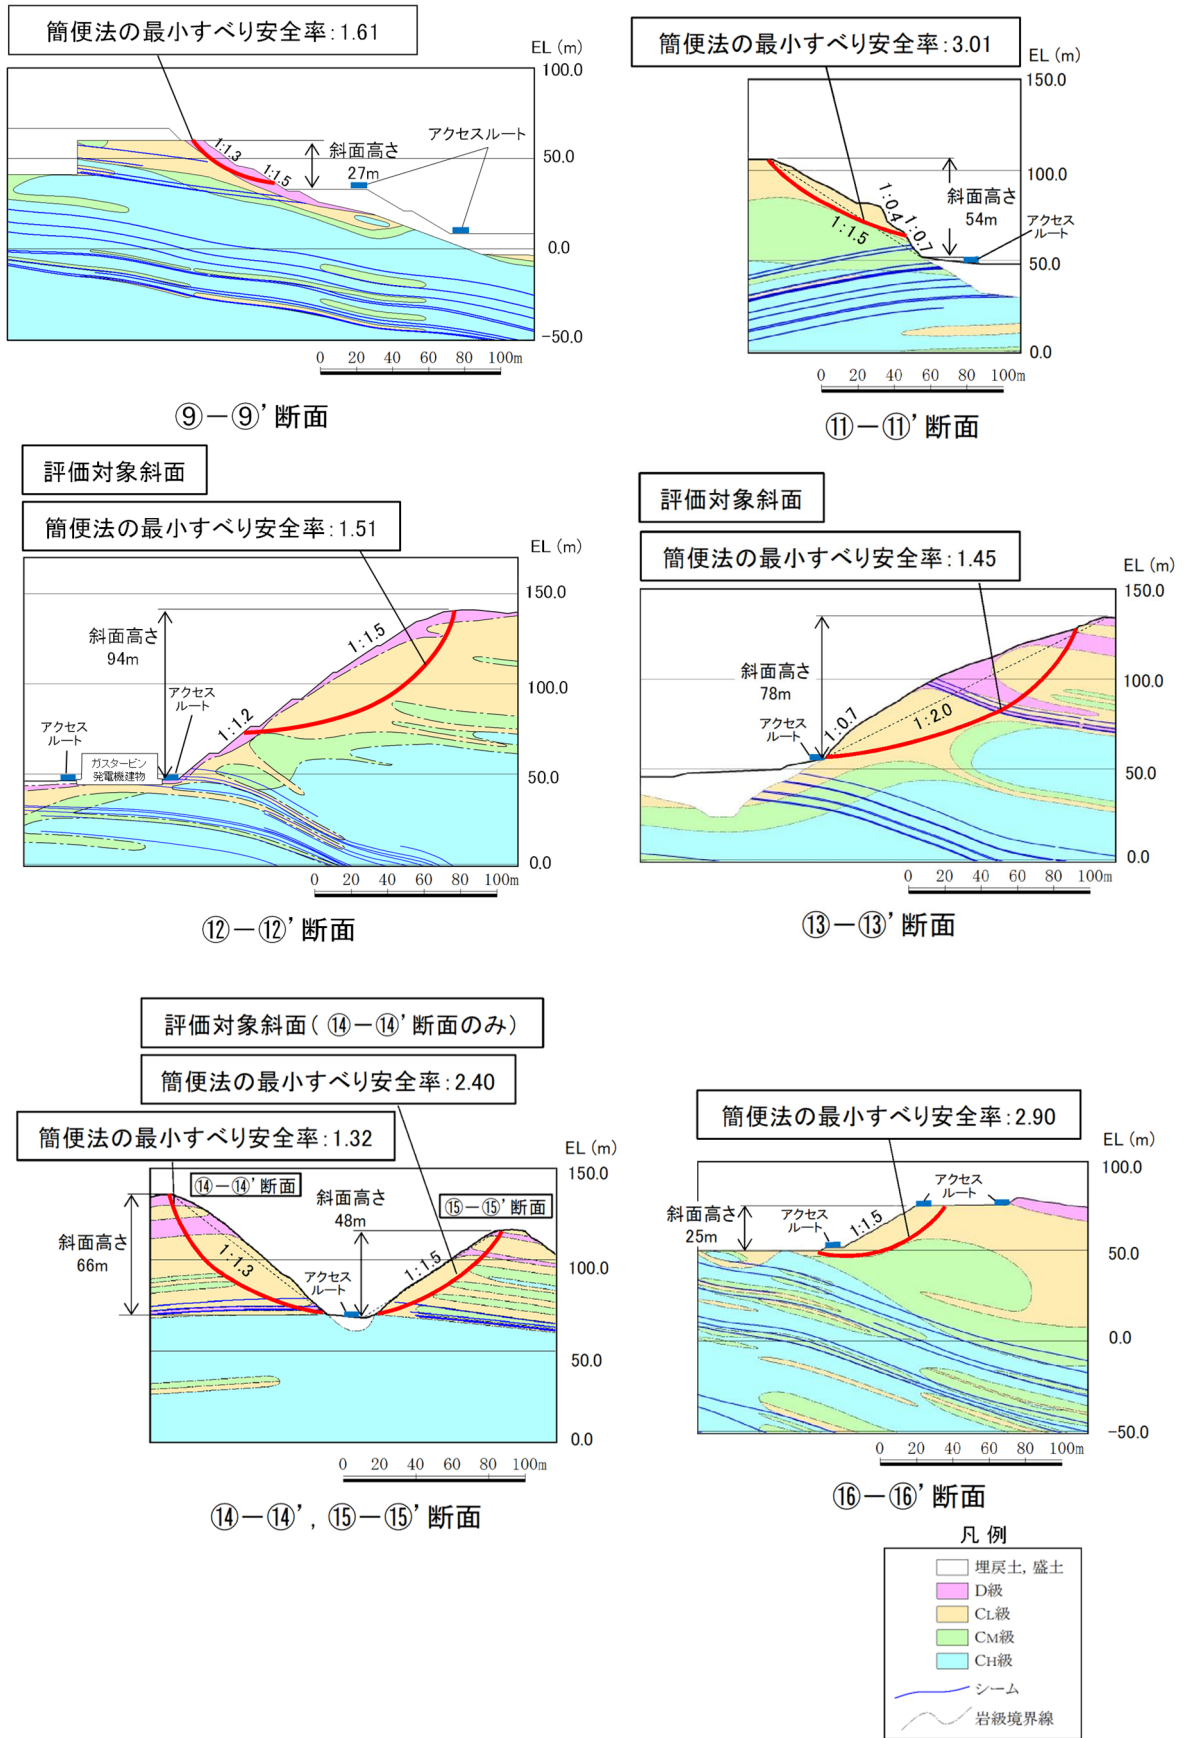 簡便法の最小すべり安全率:1.61
EL (m)
100.0
アクセスルート
1:1.3
斜面高さ
27m
50.0
1:1.5
0.0
-50.0
0 20 40 60 80 100m
⑨-⑨'断面
簡便法の最小すべり安全率:3.01
EL (m)
150.0
100.0
斜面高さ
54m
1:0.4
1:0.7
1:1.5
アクセス
ルート
50.0
0.0
0 20 40 60 80 100m
⑪-⑪'断面
評価対象斜面
簡便法の最小すべり安全率:1.51
EL (m)
150.0
斜面高さ
94m
1:1.5
100.0
アクセス
ルート
1:1.2
アクセス
ルート
ガスタービン
発電機建物
50.0
0.0
0 20 40 60 80 100m
⑫-⑫'断面
評価対象斜面
簡便法の最小すべり安全率:1.45
EL (m)
150.0
斜面高さ
78m
100.0
アクセス
ルート
1:0.7
1:2.0
50.0
0.0
0 20 40 60 80 100m
⑬-⑬'断面
評価対象斜面(⑭-⑭'断面のみ)
簡便法の最小すべり安全率:2.40
簡便法の最小すべり安全率:1.32
EL (m)
150.0
⑭-⑭'断面
斜面高さ
48m
⑮-⑮'断面
斜面高さ
66m
1:1.3
アクセス
ルート
1:1.5
100.0
50.0
0.0
0 20 40 60 80 100m
⑭-⑭', ⑮-⑮'断面
簡便法の最小すべり安全率:2.90
EL (m)
100.0
アクセス
ルート
斜面高さ
25m
アクセス
ルート
1:1.5
50.0
0.0
-50.0
0 20 40 60 80 100m
⑯-⑯'断面
凡 例
埋戻土, 盛土
D級
CL級
CM級
CH級
シーム
岩級境界線